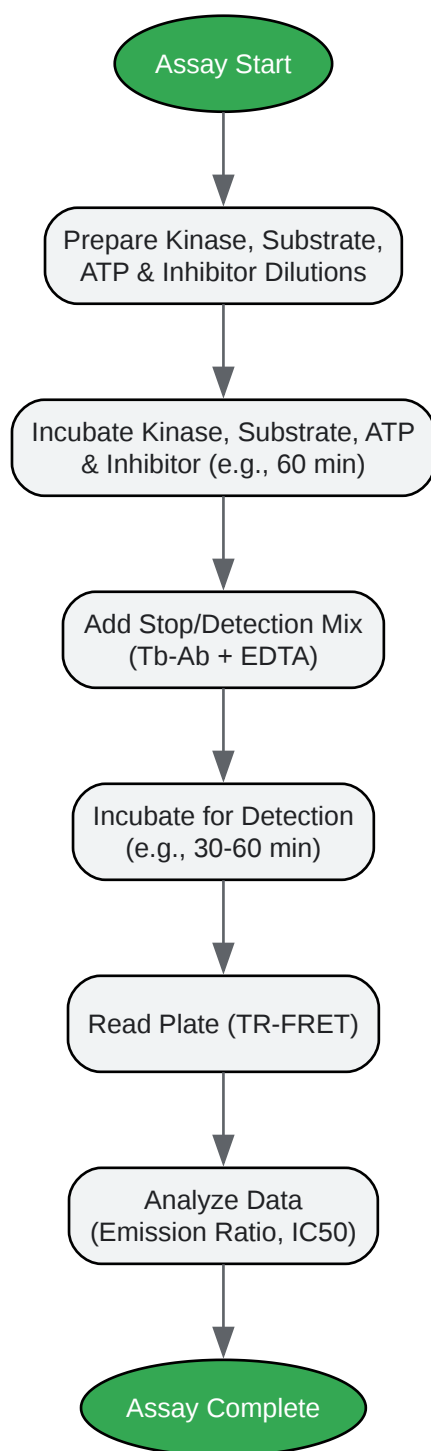 Assay Start
Prepare Kinase, Substrate,
ATP & Inhibitor Dilutions
Incubate Kinase, Substrate, ATP
& Inhibitor (e.g., 60 min)
Add Stop/Detection Mix
(Tb-Ab + EDTA)
Incubate for Detection
(e.g., 30-60 min)
Read Plate (TR-FRET)
Analyze Data
(Emission Ratio, IC50)
Assay Complete